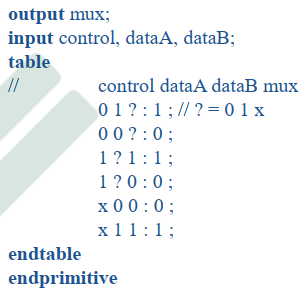 output mux;
input control, dataA, dataB;
table
// control dataA dataB mux
0 1 ? : 1 ; // ? = 0 1 x
0 0 ? : 0 ;
1 ? 1 : 1 ;
1 ? 0 : 0 ;
x 0 0 : 0 ;
x 1 1 : 1 ;
endtable
endprimitive